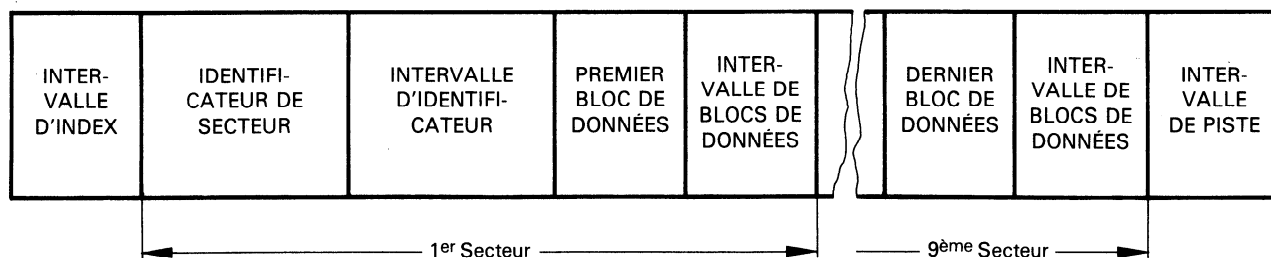 INTER-
VALLE
D'INDEX
IDENTIFI-
CATEUR DE
SECTEUR
INTERVALLE
D'IDENTIFI-
CATEUR
PREMIER
BLOC DE
DONNÉES
INTER-
VALLE DE
BLOCS DE
DONNÉES
DERNIER
BLOC DE
DONNÉES
INTER-
VALLE DE
BLOCS DE
DONNÉES
INTER-
VALLE
DE PISTE
1er Secteur
9ème Secteur